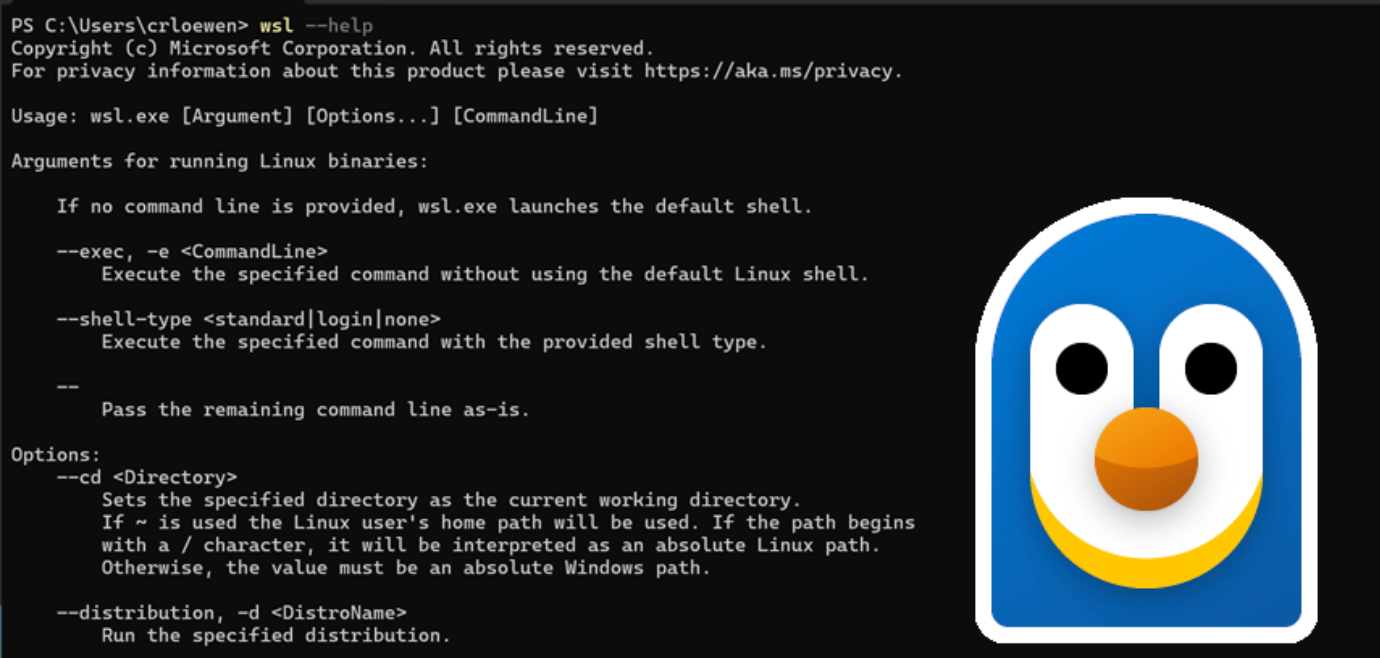 PS C:\Users\crloewen> wsl --help
Copyright (c) Microsoft Corporation. All rights reserved.
For privacy information about this product please visit https://aka.ms/privacy.
Usage: wsl.exe [Argument] [Options...] [CommandLine]
Arguments for running Linux binaries:
If no command line is provided, wsl.exe launches the default shell.
--exec, -e <CommandLine>
Execute the specified command without using the default Linux shell.
--shell-type <standard|login|none>
Execute the specified command with the provided shell type.
--
Pass the remaining command line as-is.
Options:
--cd <Directory>
Sets the specified directory as the current working directory.
If ~ is used the Linux user's home path will be used. If the path begins
with a / character, it will be interpreted as an absolute Linux path.
Otherwise, the value must be an absolute Windows path.
--distribution, -d <DistroName>
Run the specified distribution.